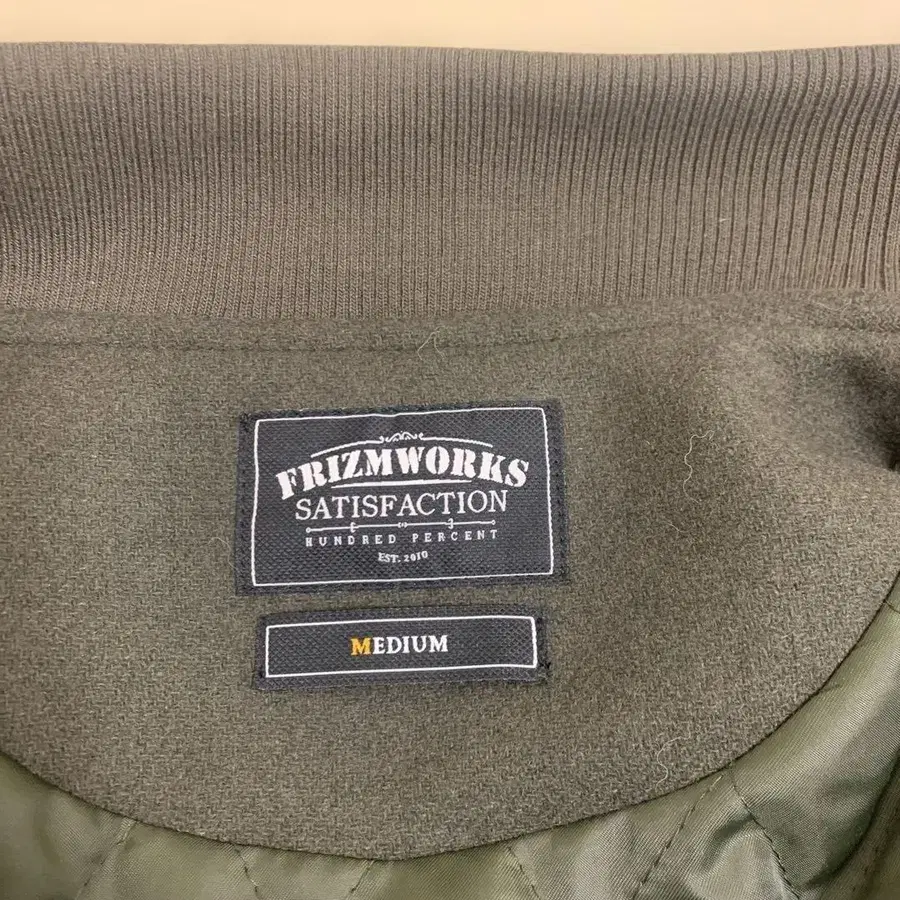 FRIZMWORKS
SATISFACTION
HUNDRED PERCENT
EST. 2010
MEDIUM